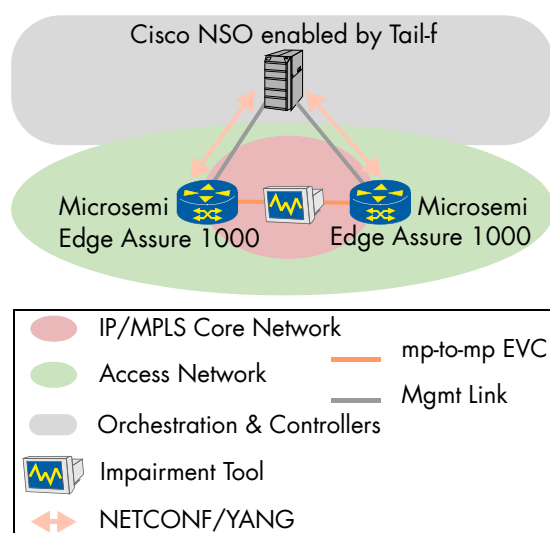 Cisco NSO enabled by Tail-f
Microsemi
Edge Assure 1000
Microsemi
Edge Assure 1000
IP/MPLS Core Network
Access Network
Orchestration & Controllers
Impairment Tool
NETCONF/YANG
mp-to-mp EVC
Mgmt Link